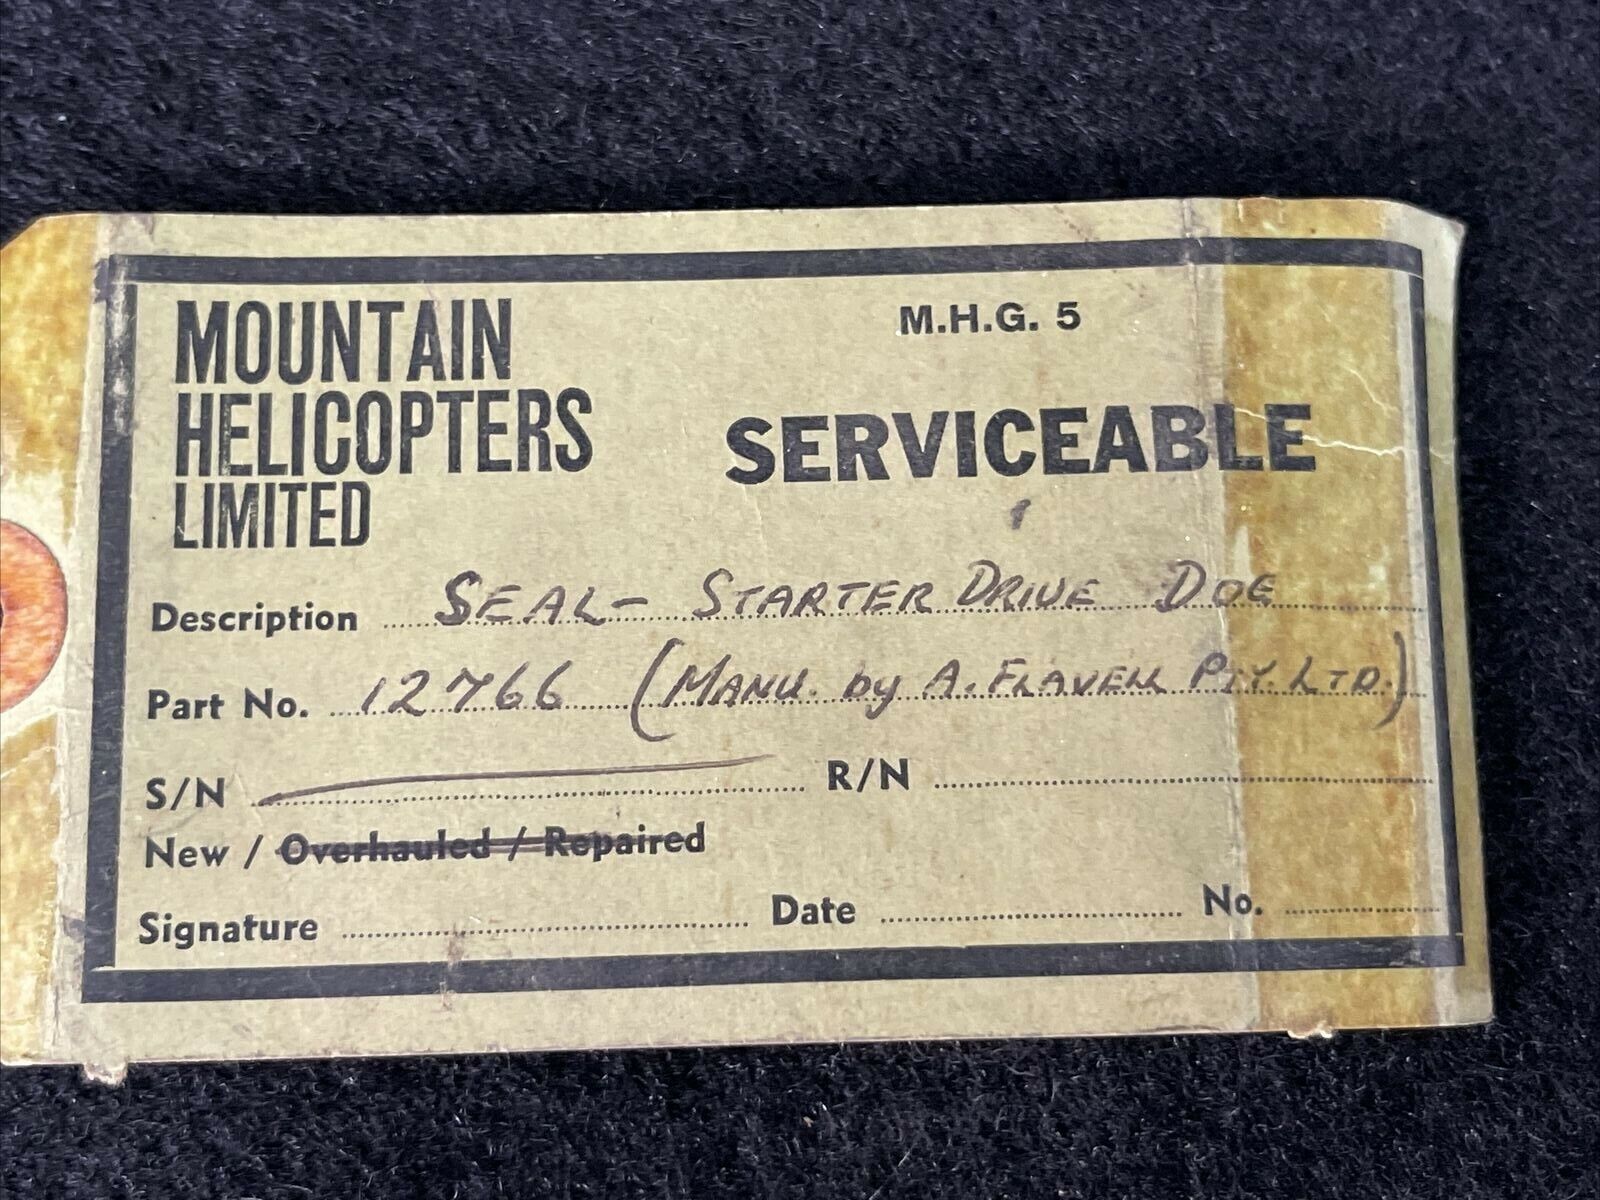 MOUNTAIN
HELICOPTERS
LIMITED
M.H.G. 5
SERVICEABLE
Description SEAL - STARTER DRIVE DOG
Part No. 12766 (MANU. by A. FLAVELL PTY. LTD.)
S/N R/N
New / Overhauled / Repaired
Signature Date No.